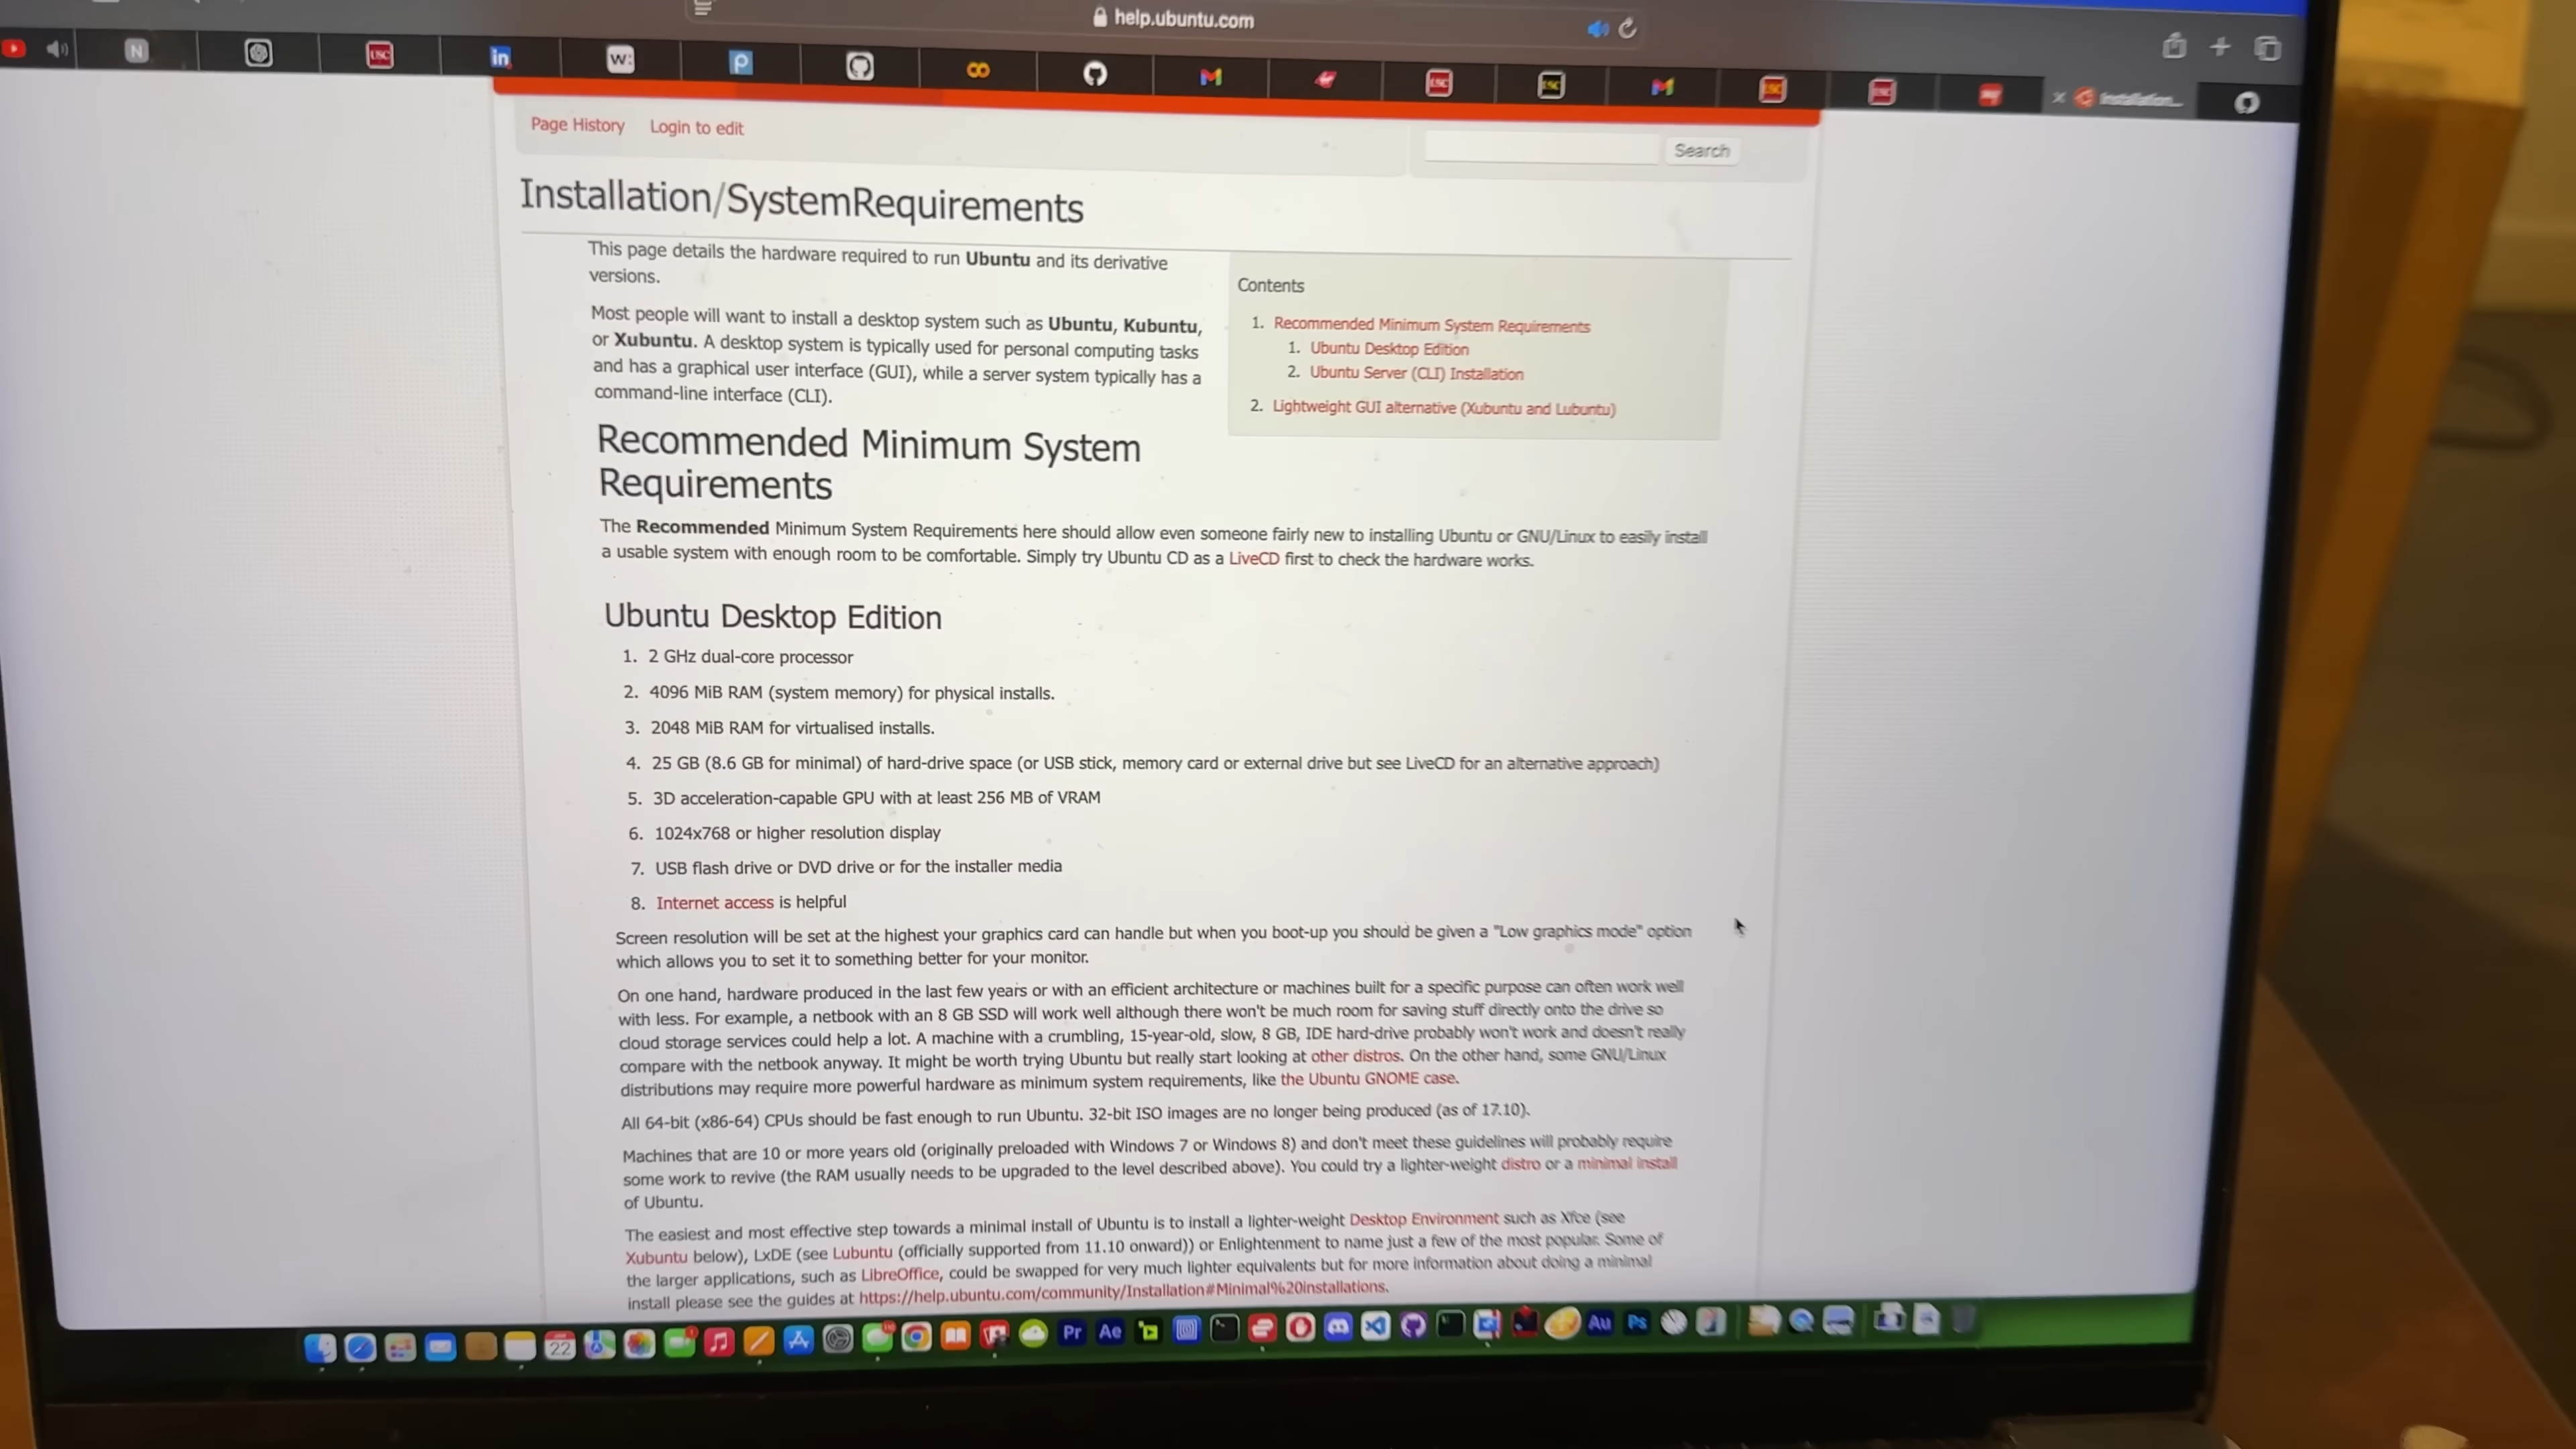 help.ubuntu.com
N
USC
in
W:
P
USC
USC
Installation...
Page History Login to edit
Search
Installation/SystemRequirements
This page details the hardware required to run Ubuntu and its derivative
versions.
Most people will want to install a desktop system such as Ubuntu, Kubuntu,
or Xubuntu. A desktop system is typically used for personal computing tasks
and has a graphical user interface (GUI), while a server system typically has a
command-line interface (CLI).
Contents
1. Recommended Minimum System Requirements
1. Ubuntu Desktop Edition
2. Ubuntu Server (CLI) Installation
2. Lightweight GUI alternative (Xubuntu and Lubuntu)
Recommended Minimum System
Requirements
The Recommended Minimum System Requirements here should allow even someone fairly new to installing Ubuntu or GNU/Linux to easily install
a usable system with enough room to be comfortable. Simply try Ubuntu CD as a LiveCD first to check the hardware works.
Ubuntu Desktop Edition
1. 2 GHz dual-core processor
2. 4096 MiB RAM (system memory) for physical installs.
3. 2048 MiB RAM for virtualised installs.
4. 25 GB (8.6 GB for minimal) of hard-drive space (or USB stick, memory card or external drive but see LiveCD for an alternative approach)
5. 3D acceleration-capable GPU with at least 256 MB of VRAM
6. 1024x768 or higher resolution display
7. USB flash drive or DVD drive or for the installer media
8. Internet access is helpful
Screen resolution will be set at the highest your graphics card can handle but when you boot-up you should be given a "Low graphics mode" option
which allows you to set it to something better for your monitor.
On one hand, hardware produced in the last few years or with an efficient architecture or machines built for a specific purpose can often work well
with less. For example, a netbook with an 8 GB SSD will work well although there won't be much room for saving stuff directly onto the drive so
cloud storage services could help a lot. A machine with a crumbling, 15-year-old, slow, 8 GB, IDE hard-drive probably won't work and doesn't really
compare with the netbook anyway. It might be worth trying Ubuntu but really start looking at other distros. On the other hand, some GNU/Linux
distributions may require more powerful hardware as minimum system requirements, like the Ubuntu GNOME case.
All 64-bit (x86-64) CPUs should be fast enough to run Ubuntu. 32-bit ISO images are no longer being produced (as of 17.10).
Machines that are 10 or more years old (originally preloaded with Windows 7 or Windows 8) and don't meet these guidelines will probably require
some work to revive (the RAM usually needs to be upgraded to the level described above). You could try a lighter-weight distro or a minimal install
of Ubuntu.
The easiest and most effective step towards a minimal install of Ubuntu is to install a lighter-weight Desktop Environment such as Xfce (see
Xubuntu below), LxDE (see Lubuntu (officially supported from 11.10 onward)) or Enlightenment to name just a few of the most popular. Some of
the larger applications, such as LibreOffice, could be swapped for very much lighter equivalents but for more information about doing a minimal
install please see the guides at https://help.ubuntu.com/community/Installation#Minimal%20installations.
22
Pr
Ae
Au
Ps